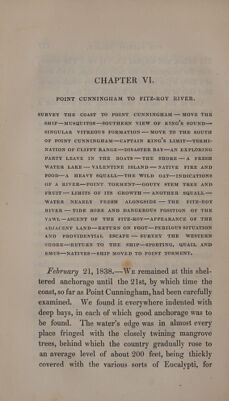 CHAPTER VI.
POINT CUNNINGHAM TO FITZ-ROY RIVER.
SURVEY THE COAST TO POINT CUNNINGHAM — MOVE THE
SHIP—MUSQUITOS—SOUTHERN VIEW OF KING'S SOUND—
SINGULAR VITREOUS FORMATION—MOVE TO THE SOUTH
OF POINT CUNNINGHAM—CAPTAIN KING'S LIMIT—TERMI-
NATION OF CLIFFY RANGE—DISASTER BAY—AN EXPLORING
PARTY LEAVE IN THE BOATS — THE SHORE — A FRESH
WATER LAKE — VALENTINE ISLAND — NATIVE FIRE AND
FOOD—A HEAVY SQUALL—THE WILD OAT—INDICATIONS
OF A RIVER—POINT TORMENT—GOUTY STEM TREE AND
FRUIT — LIMITS OF ITS GROWTH — ANOTHER SQUALL —
WATER NEARLY FRESH ALONGSIDE — THE FITZ-ROY
RIVER — TIDE BORE AND DANGEROUS POSITION OF THE
YAWL—ASCENT OF THE FITZ-ROY—APPEARANCE OF THE
ADJACENT LAND—RETURN ON FOOT—PERILOUS SITUATION
AND PROVIDENTIAL ESCAPE — SURVEY THE WESTERN
SHORE—RETURN TO THE SHIP—SPORTING, QUAIL AND
EMUS—NATIVES—SHIP MOVED TO POINT TORMENT.
February 21, 1838.—WE remained at this shel-
tered anchorage until the 21st, by which time the
coast, so far as Point Cunningham, had been carefully
examined. We found it everywhere indented with
deep bays, in each of which good anchorage was to
be found. The water's edge was in almost every
place fringed with the closely twining mangrove
trees, behind which the country gradually rose to
an average level of about 200 feet, being thickly
covered with the various sorts of Eucalypti, for